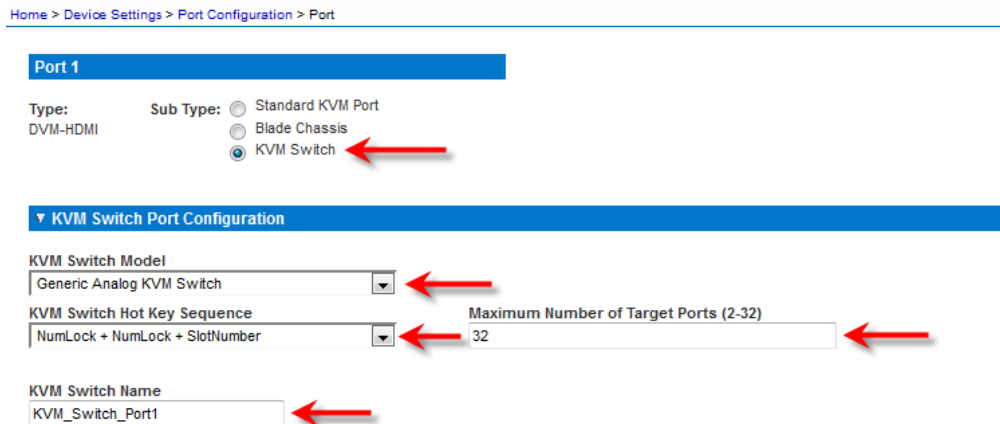 Home > Device Settings > Port Configuration > Port
Port 1
Type:
DVM-HDMI
Sub Type:
Standard KVM Port
Blade Chassis
KVM Switch
▼ KVM Switch Port Configuration
KVM Switch Model
Generic Analog KVM Switch
KVM Switch Hot Key Sequence
NumLock + NumLock + SlotNumber
Maximum Number of Target Ports (2-32)
32
KVM Switch Name
KVM_Switch_Port1